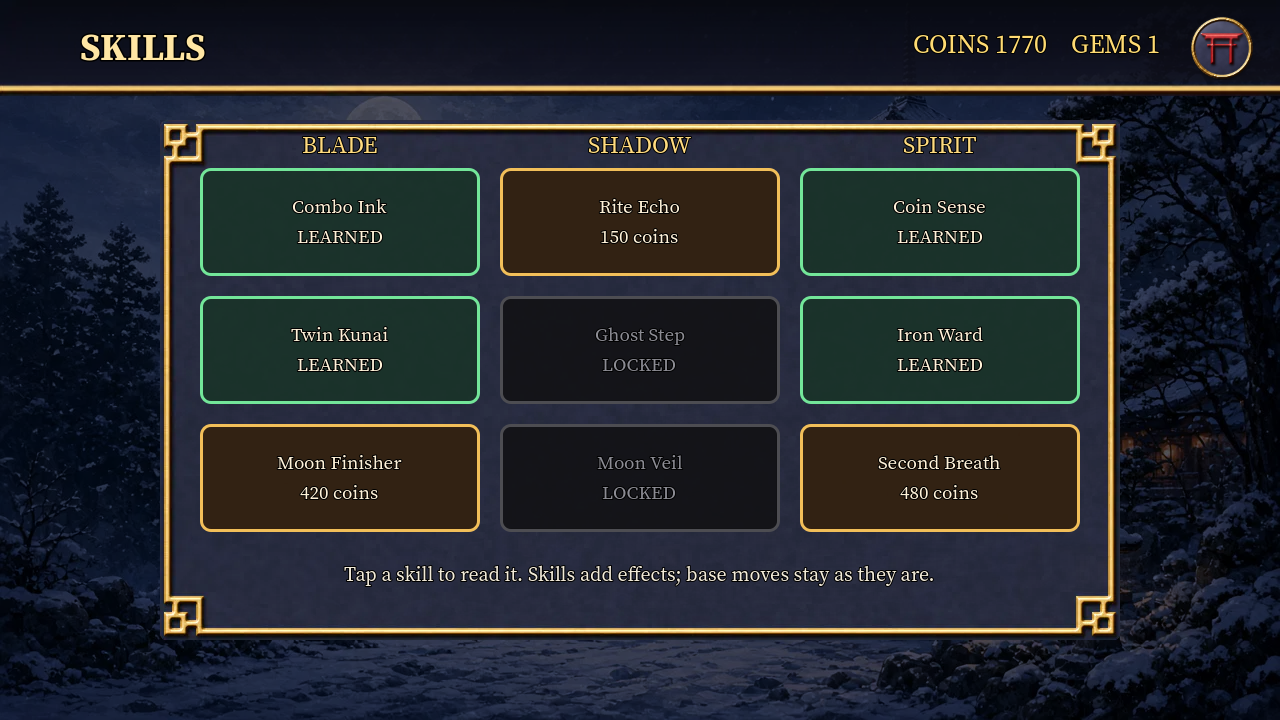 SKILLS
COINS 1770 GEMS 1
BLADE
SHADOW
SPIRIT
Combo Ink
LEARNED
Rite Echo
150 coins
Coin Sense
LEARNED
Twin Kunai
LEARNED
Ghost Step
LOCKED
Iron Ward
LEARNED
Moon Finisher
420 coins
Moon Veil
LOCKED
Second Breath
480 coins
Tap a skill to read it. Skills add effects; base moves stay as they are.